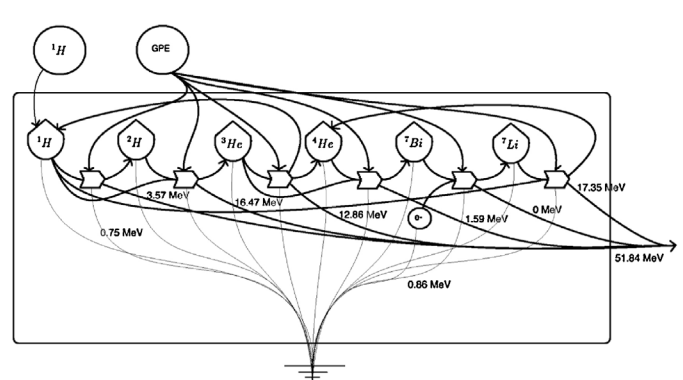 ¹H
GPE
¹H
²H
³He
⁴He
⁷Bi
⁷Li
3.57 MeV
16.47 MeV
12.86 MeV
1.59 MeV
0 MeV
17.35 MeV
0.75 MeV
0.86 MeV
51.84 MeV